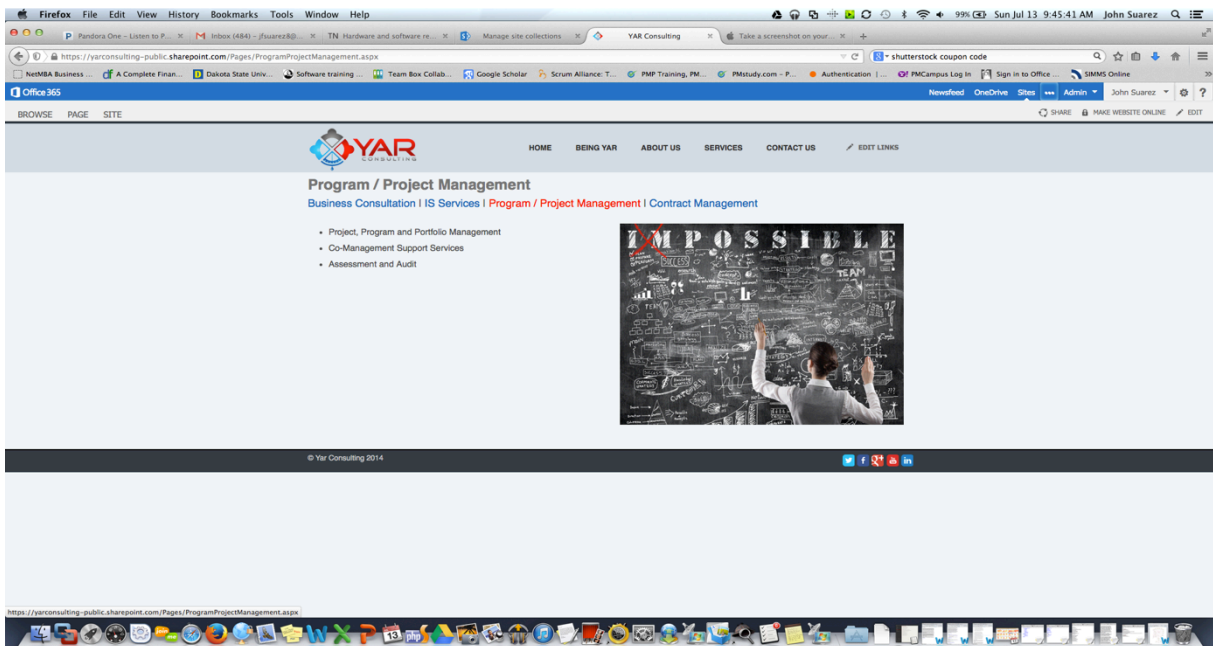 Firefox File Edit View History Bookmarks Tools Window Help 99% Sun Jul 13 9:45:41 AM John Suarez
Pandora One – Listen to P... Inbox (484) – jfsuarez8@... TN Hardware and software re... Manage site collections YAR Consulting Take a screenshot on your...
https://yarconsulting-public.sharepoint.com/Pages/ProgramProjectManagement.aspx shutterstock coupon code
NetMBA Business ... A Complete Finan... Dakota State Univ... Software training ... Team Box Collab... Google Scholar Scrum Alliance: T... PMP Training, PM... PMstudy.com – P... Authentication | ... PMCampus Log In Sign in to Office ... SIMMS Online
Office 365 Newsfeed OneDrive Sites ••• Admin John Suarez ?
BROWSE PAGE SITE SHARE MAKE WEBSITE ONLINE EDIT
YAR
CONSULTING
HOME BEING YAR ABOUT US SERVICES CONTACT US EDIT LINKS
Program / Project Management
Business Consultation | IS Services | Program / Project Management | Contract Management
• Project, Program and Portfolio Management
• Co-Management Support Services
• Assessment and Audit
IMPOSSIBLE
SUCCESS
TEAM
© Yar Consulting 2014
https://yarconsulting-public.sharepoint.com/Pages/ProgramProjectManagement.aspx